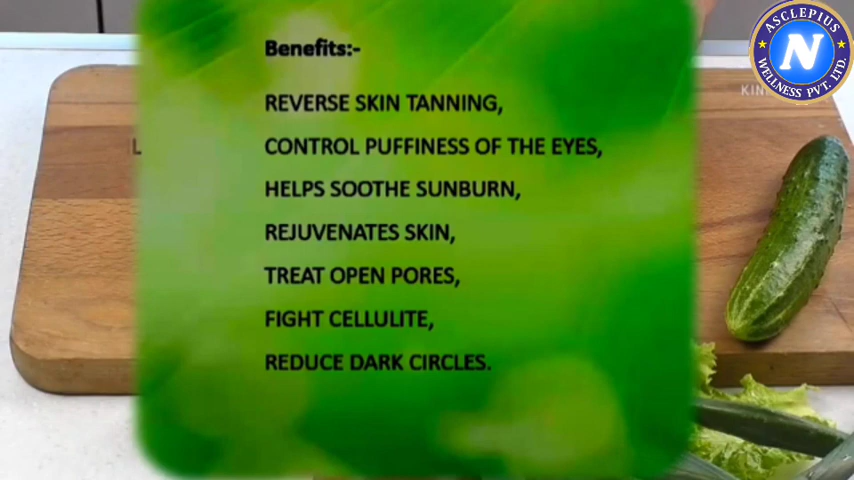 Benefits:-
REVERSE SKIN TANNING,
CONTROL PUFFINESS OF THE EYES,
HELPS SOOTHE SUNBURN,
REJUVENATES SKIN,
TREAT OPEN PORES,
FIGHT CELLULITE,
REDUCE DARK CIRCLES.
ASCLEPIUS
N
WELLNESS PVT. LTD.